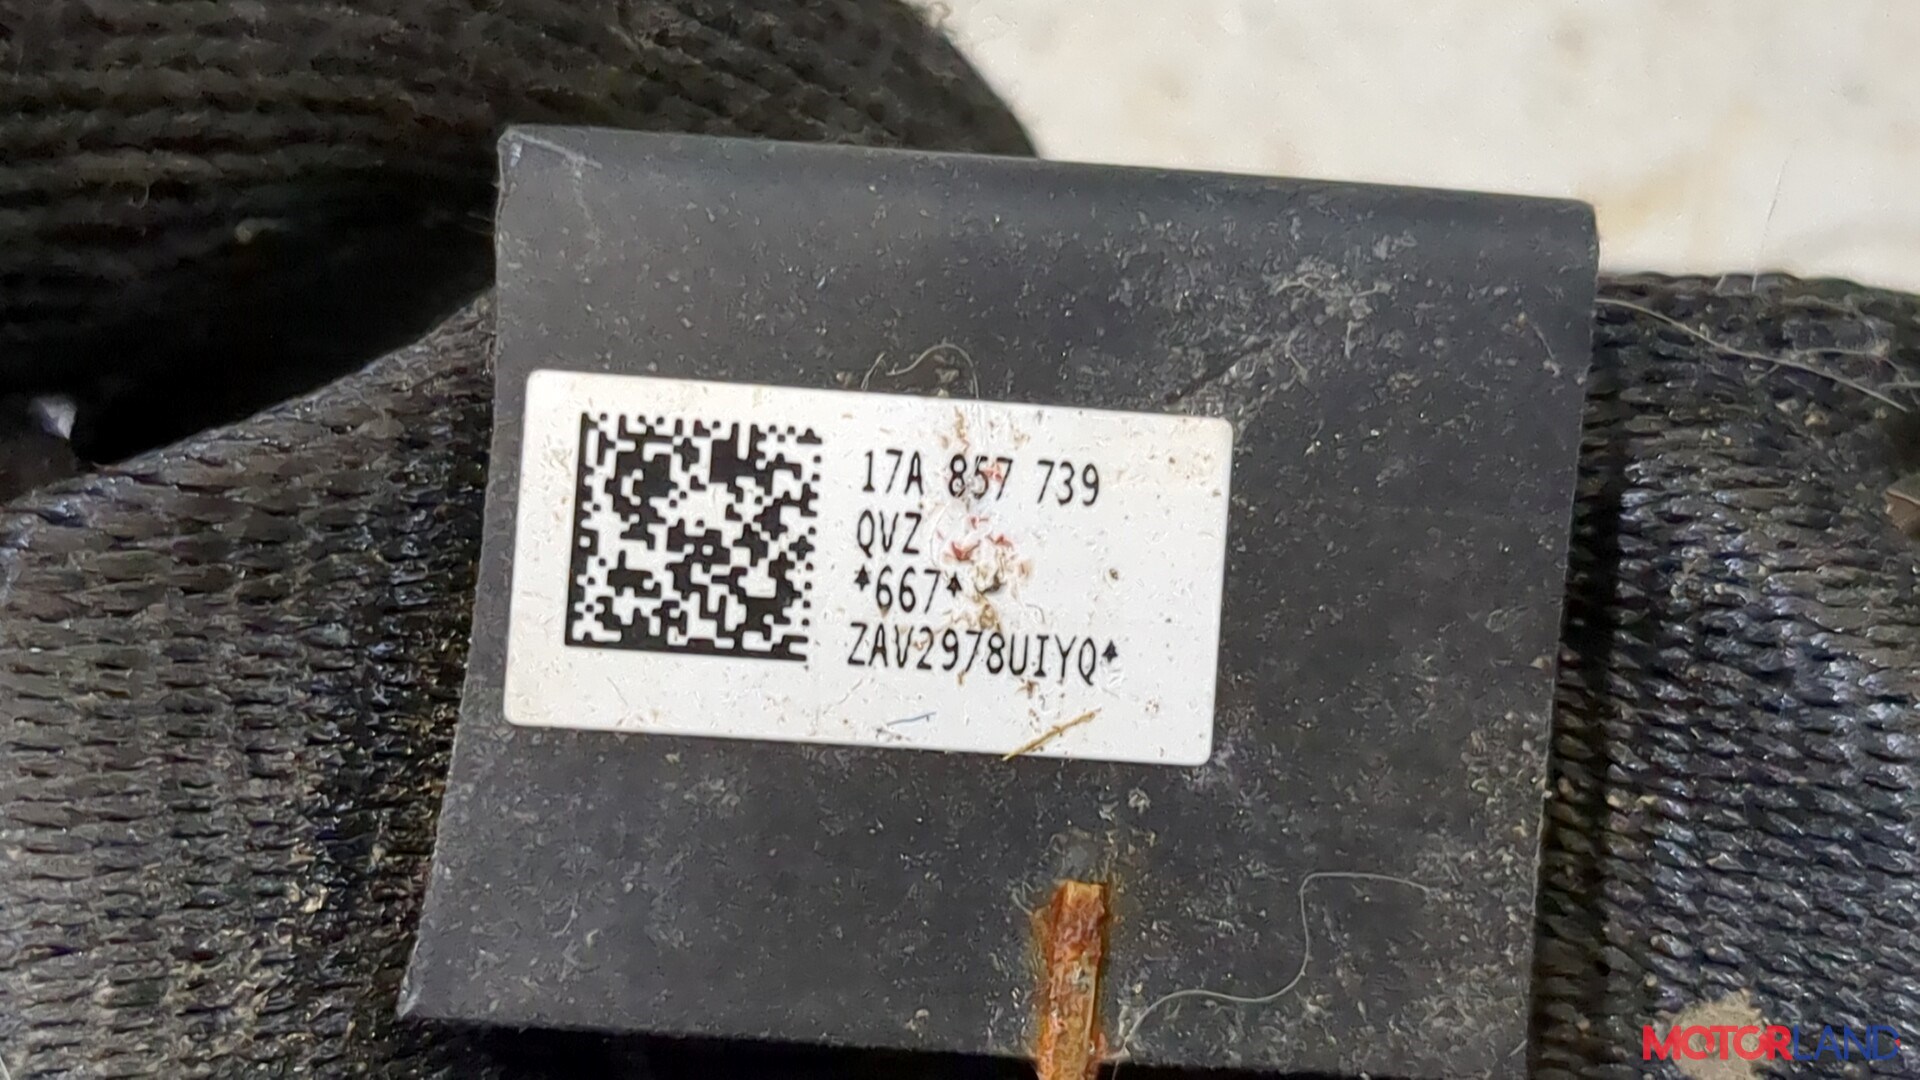 17A 857 739
QVZ
*667*
ZAV2978UIYQ*
MOTORLAND